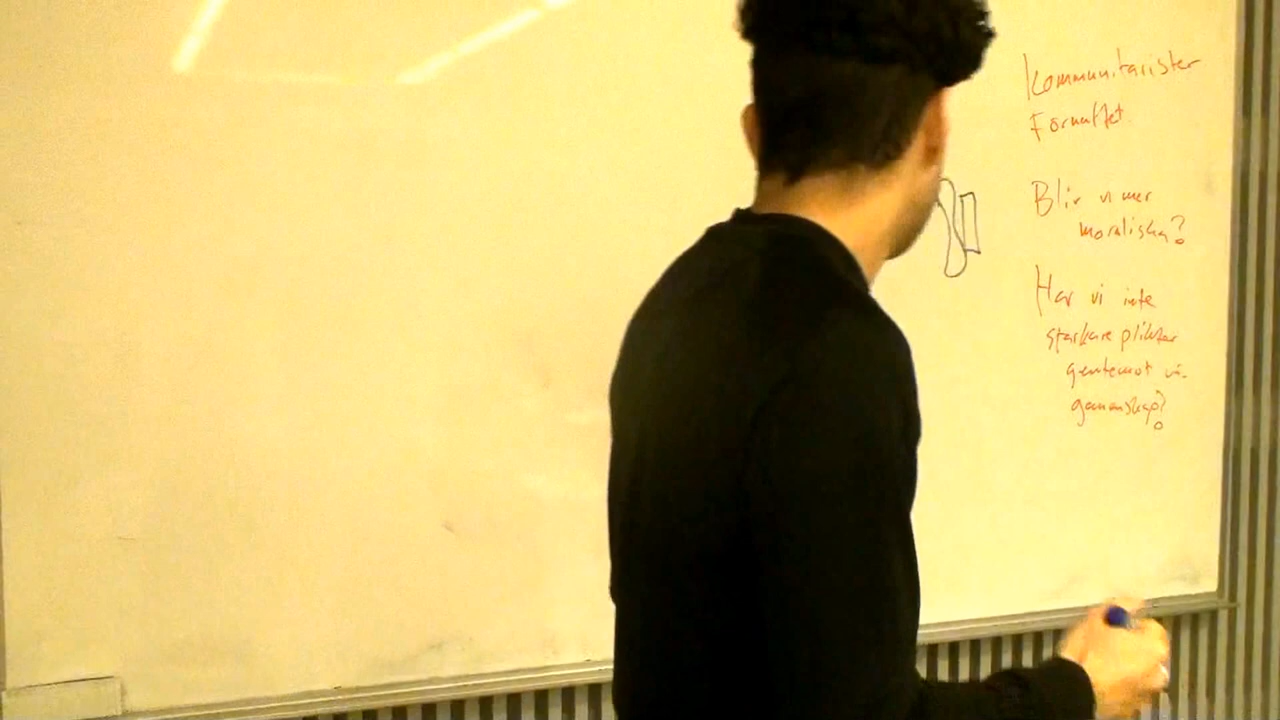 Kommunitarister
Förnuftet.
Blir vi mer
moraliska?
Har vi inte
starkare plikter
gentemot vår
gemenskap?